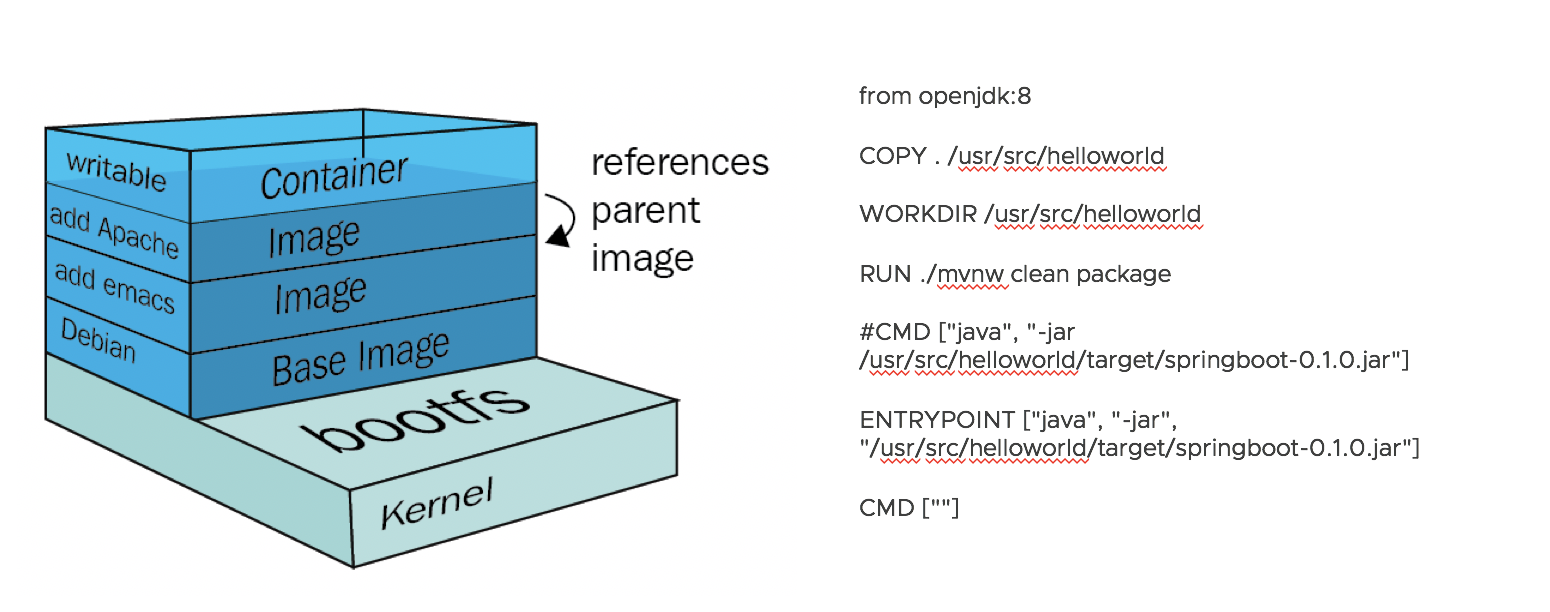 writable
Container
add Apache
Image
add emacs
Image
Debian
Base Image
bootfs
Kernel
references
parent
image
from openjdk:8
COPY . /usr/src/helloworld
WORKDIR /usr/src/helloworld
RUN ./mvnw clean package
#CMD ["java", "-jar
/usr/src/helloworld/target/springboot-0.1.0.jar"]
ENTRYPOINT ["java", "-jar",
"/usr/src/helloworld/target/springboot-0.1.0.jar"]
CMD [""]